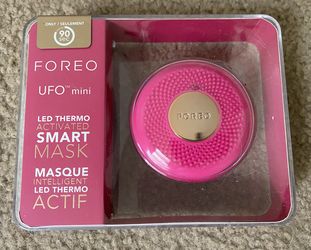 ONLY / SEULEMENT
90
SEC
FOREO
UFO™ mini
LED THERMO
ACTIVATED
SMART
MASK
MASQUE
INTELLIGENT
LED THERMO
ACTIF
FOREO